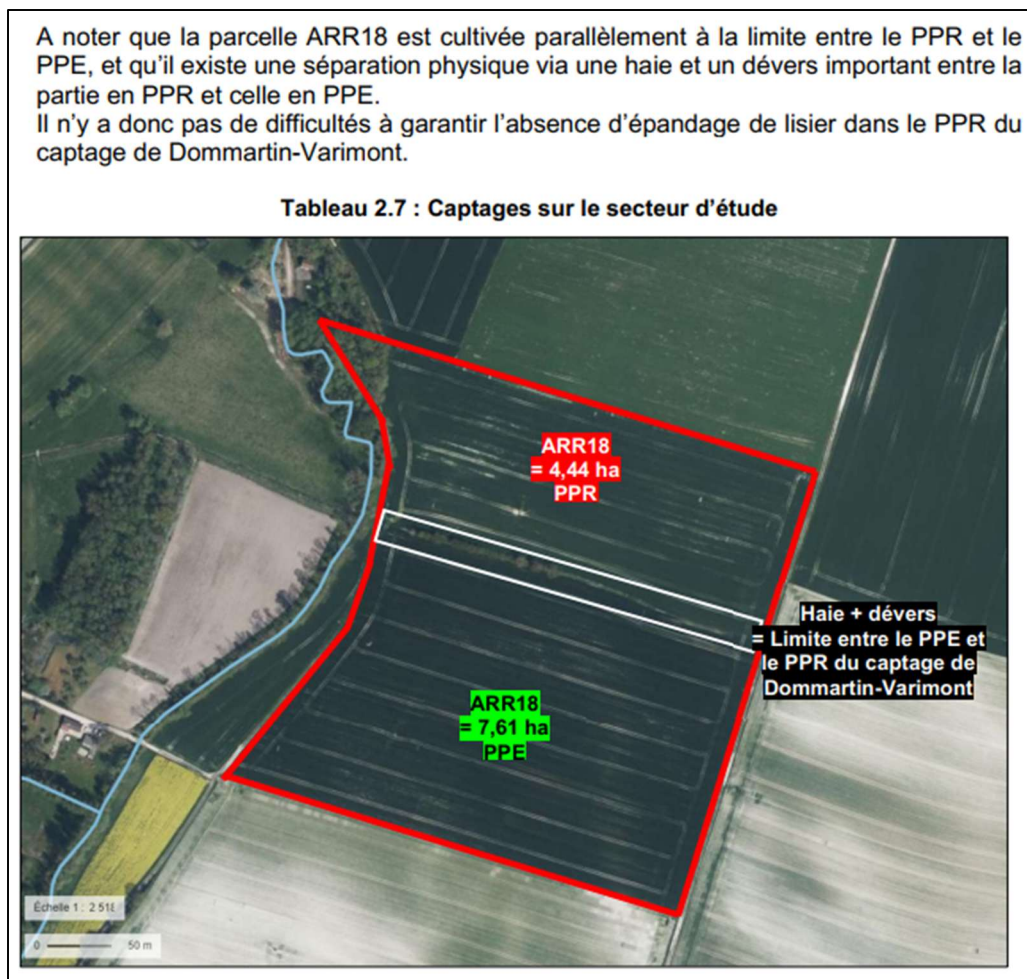 A noter que la parcelle ARR18 est cultivée parallèlement à la limite entre le PPR et le
PPE, et qu'il existe une séparation physique via une haie et un dévers important entre la
partie en PPR et celle en PPE.
Il n'y a donc pas de difficultés à garantir l'absence d'épandage de lisier dans le PPR du
captage de Dommartin-Varimont.
Tableau 2.7 : Captages sur le secteur d'étude
ARR18
= 4,44 ha
PPR
Haie + dévers
= Limite entre le PPE et
le PPR du captage de
Dommartin-Varimont
ARR18
= 7,61 ha
PPE
Échelle 1 : 2 518
0 50 m